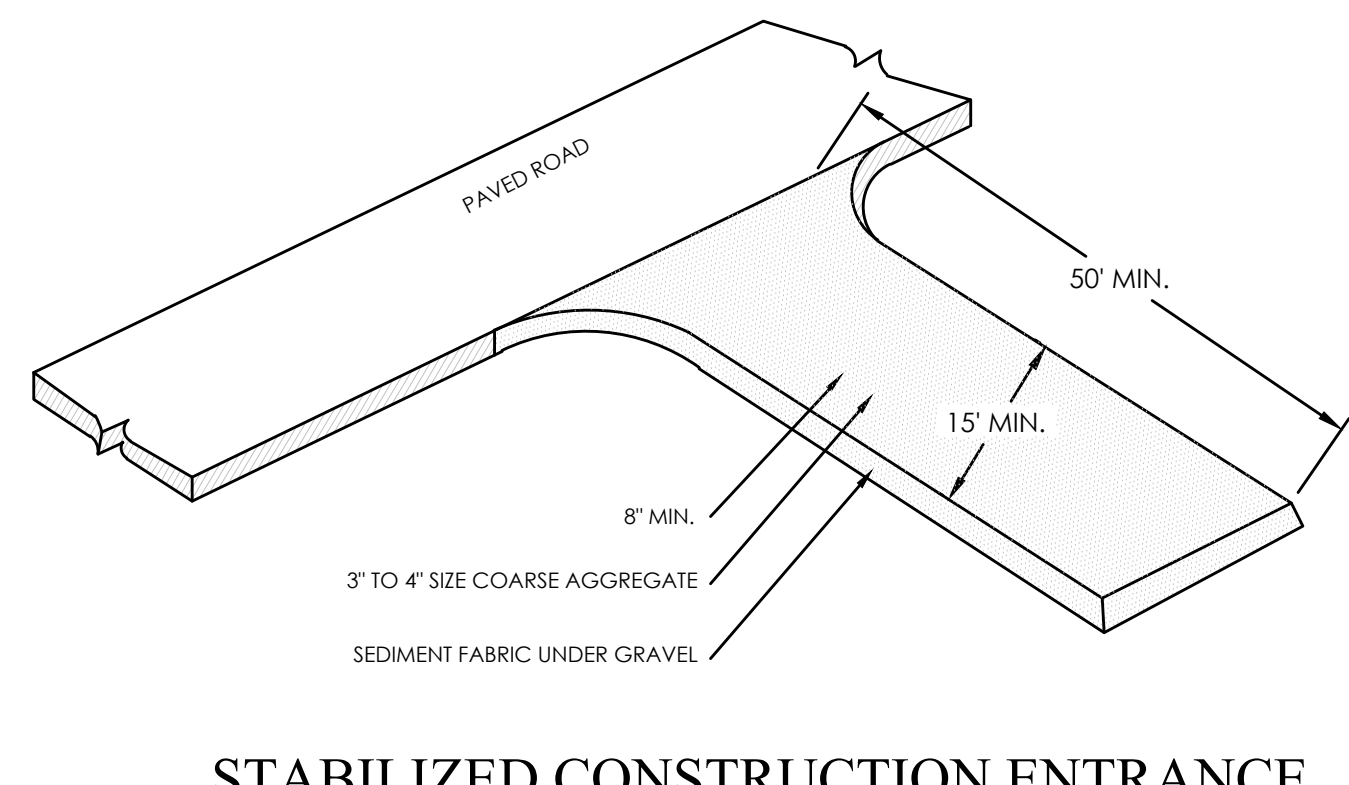 PAVED ROAD
50' MIN.
15' MIN.
8" MIN.
3" TO 4" SIZE COARSE AGGREGATE
SEDIMENT FABRIC UNDER GRAVEL
STABILIZED CONSTRUCTION ENTRANCE